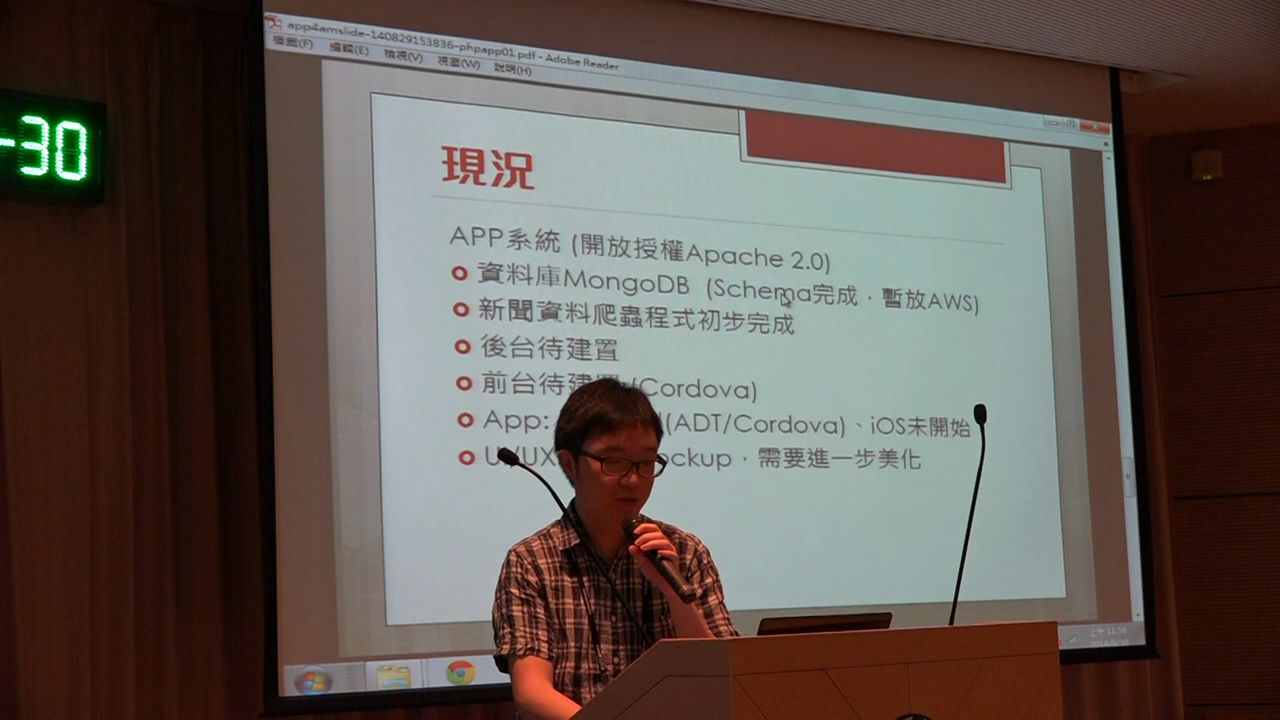 app4amslide-140829153836-phpapp01.pdf - Adobe Reader
檔案(F) 編輯(E) 檢視(V) 視窗(W) 說明(H)
-30
現況
APP系統 (開放授權Apache 2.0)
資料庫MongoDB (Schema完成，暫放AWS)
新聞資料爬蟲程式初步完成
後台待建置
前台待建 (Cordova)
App: (ADT/Cordova)、iOS未開始
UI/UX ockup，需要進一步美化